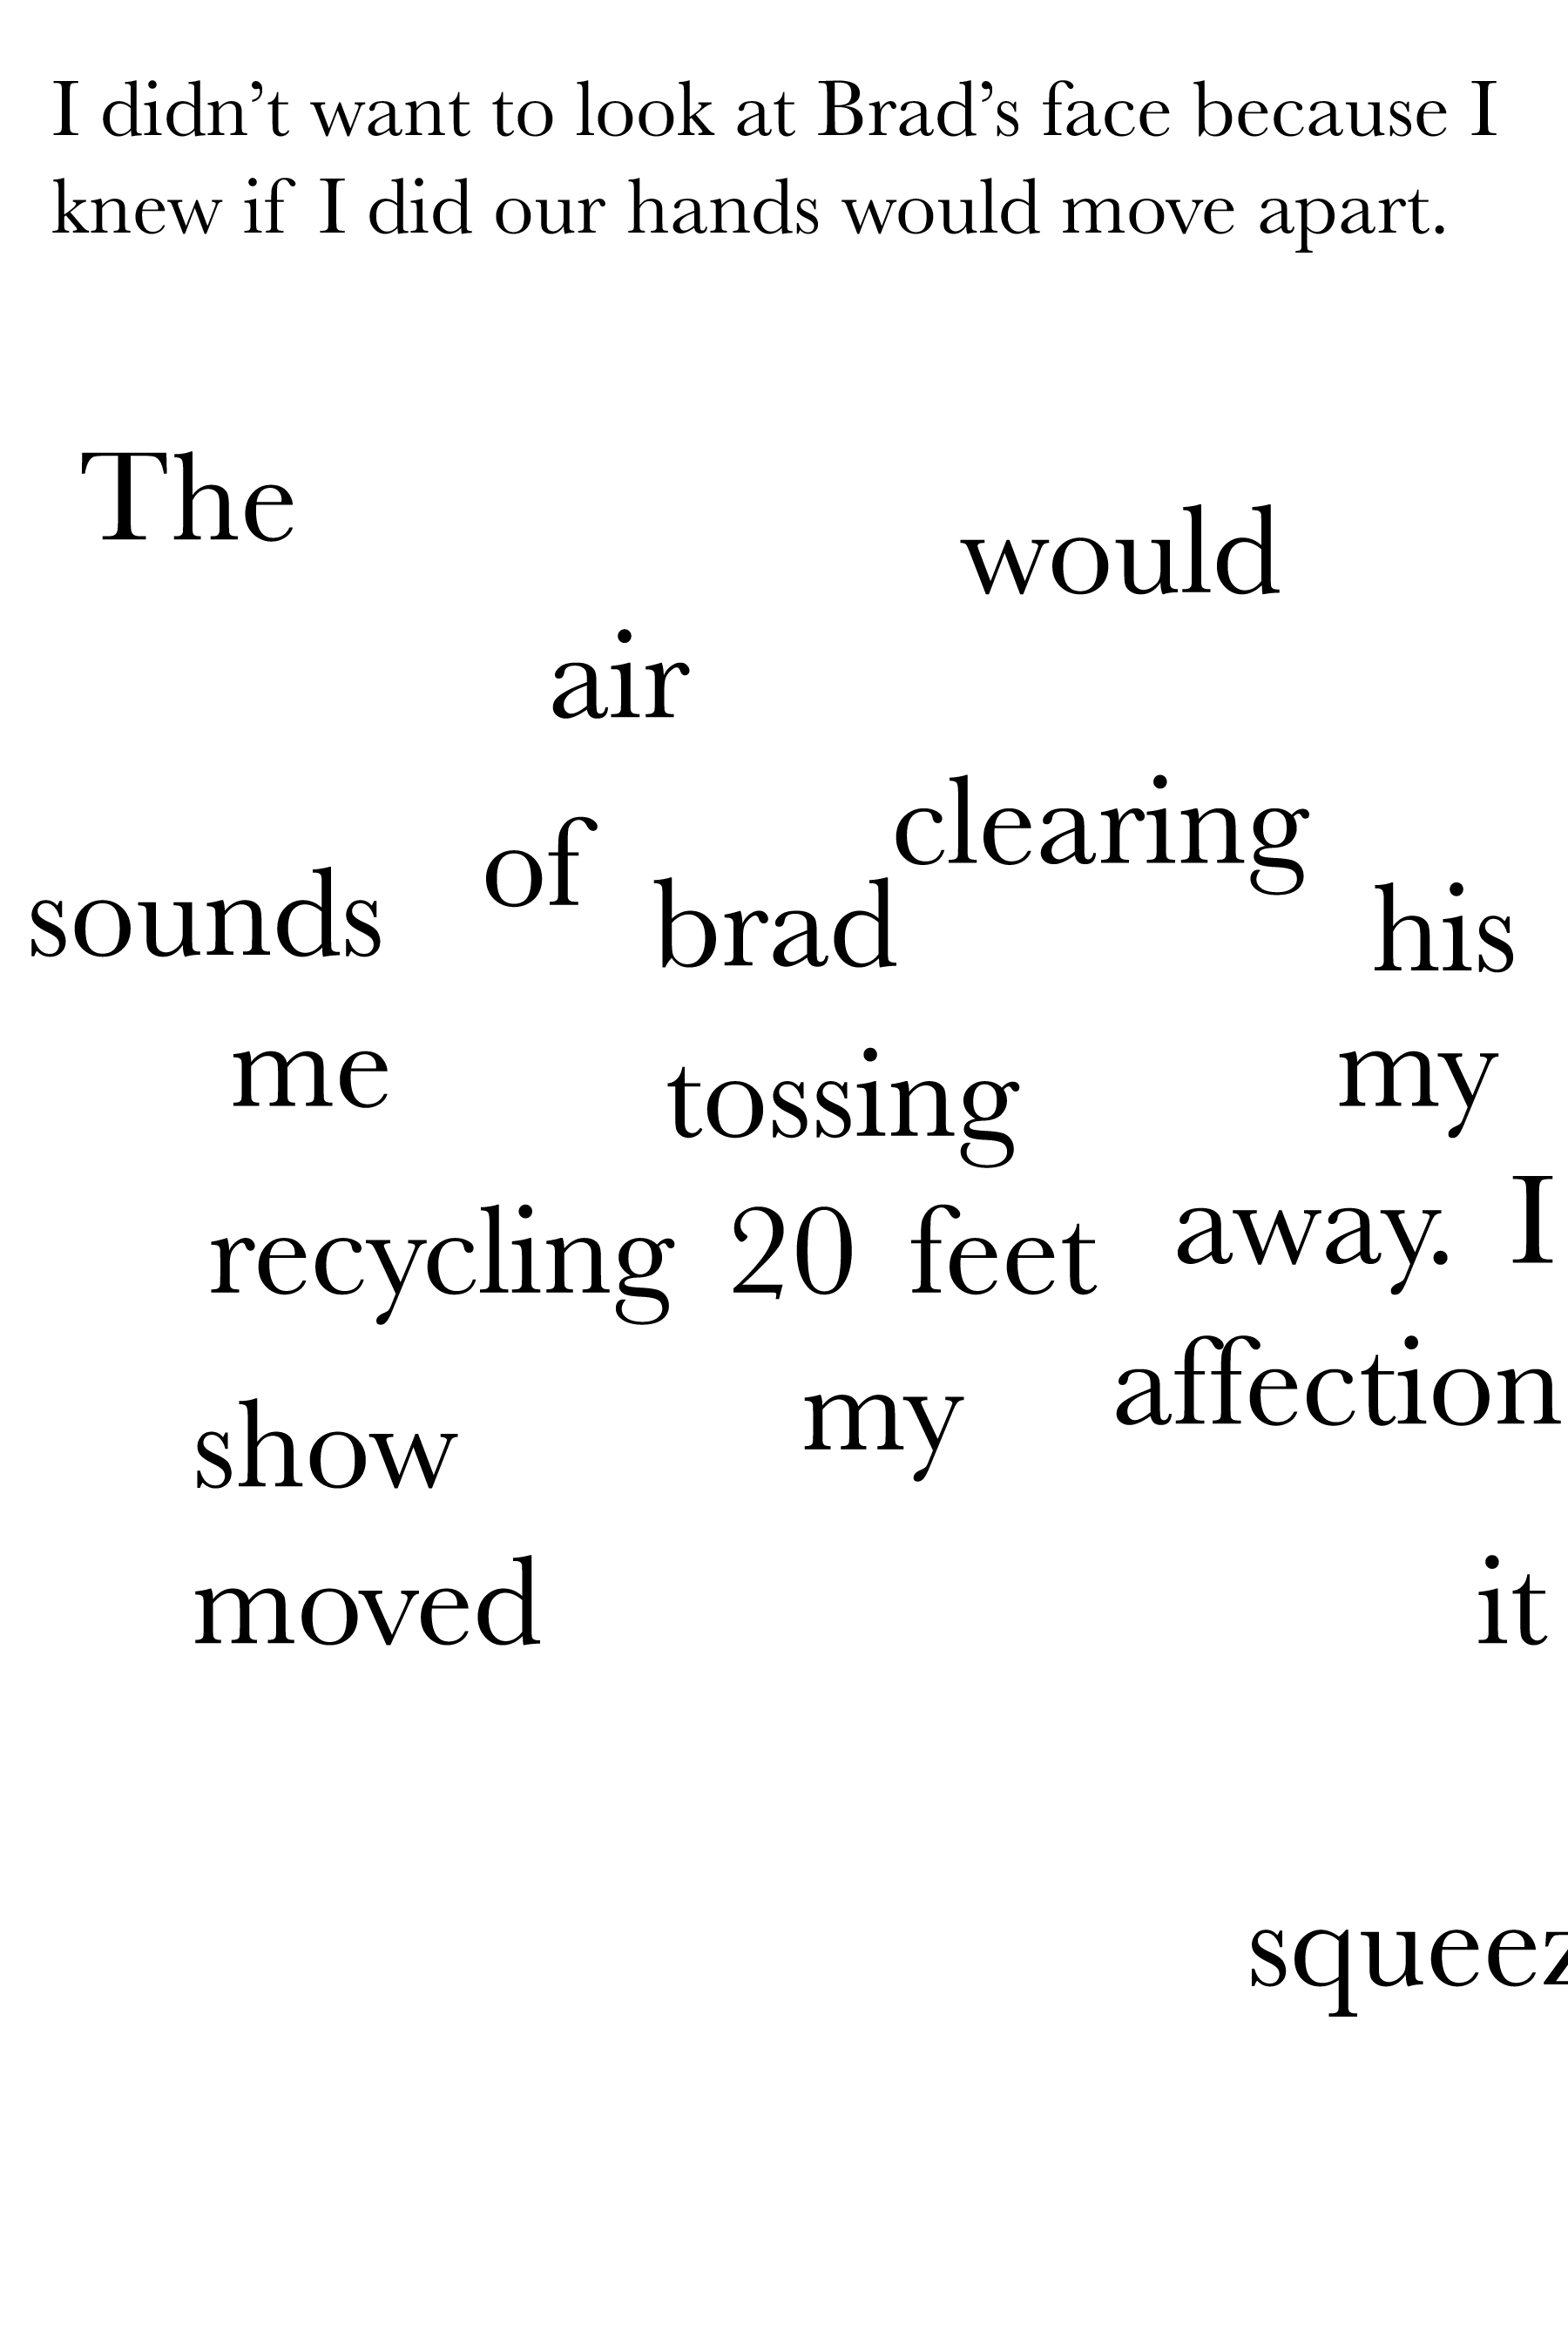 I didn’t want to look at Brad’s face because I
knew if I did our hands would move apart.
The would
air
clearing
sounds of brad his
me tossing my
recycling 20 feet away. I
show my affection
moved it
squeez